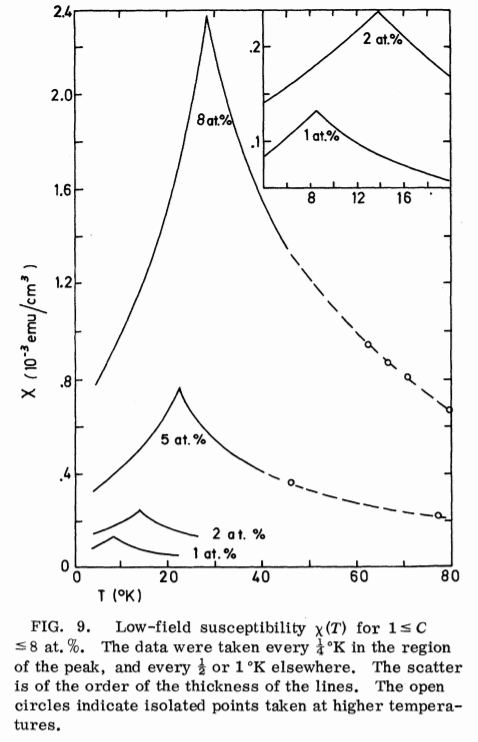 2.4
2.0
1.6
1.2
.8
.4
0
χ (10⁻³ emu/cm³)
0 20 40 60 80
T (°K)
8 at.%
5 at.%
2 at. %
1 at.%
.2
.1
8 12 16
2 at.%
1 at.%
FIG. 9. Low-field susceptibility χ(T) for 1≤ C
≤8 at. %. The data were taken every ¼°K in the region
of the peak, and every ½ or 1 °K elsewhere. The scatter
is of the order of the thickness of the lines. The open
circles indicate isolated points taken at higher tempera-
tures.